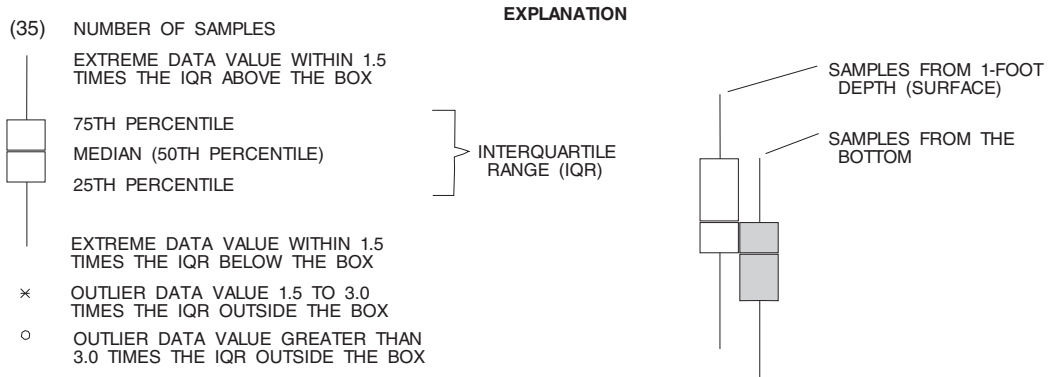 EXPLANATION
(35) NUMBER OF SAMPLES
EXTREME DATA VALUE WITHIN 1.5
TIMES THE IQR ABOVE THE BOX
75TH PERCENTILE
MEDIAN (50TH PERCENTILE)
25TH PERCENTILE
INTERQUARTILE
RANGE (IQR)
EXTREME DATA VALUE WITHIN 1.5
TIMES THE IQR BELOW THE BOX
OUTLIER DATA VALUE 1.5 TO 3.0
TIMES THE IQR OUTSIDE THE BOX
OUTLIER DATA VALUE GREATER THAN
3.0 TIMES THE IQR OUTSIDE THE BOX
SAMPLES FROM 1-FOOT
DEPTH (SURFACE)
SAMPLES FROM THE
BOTTOM